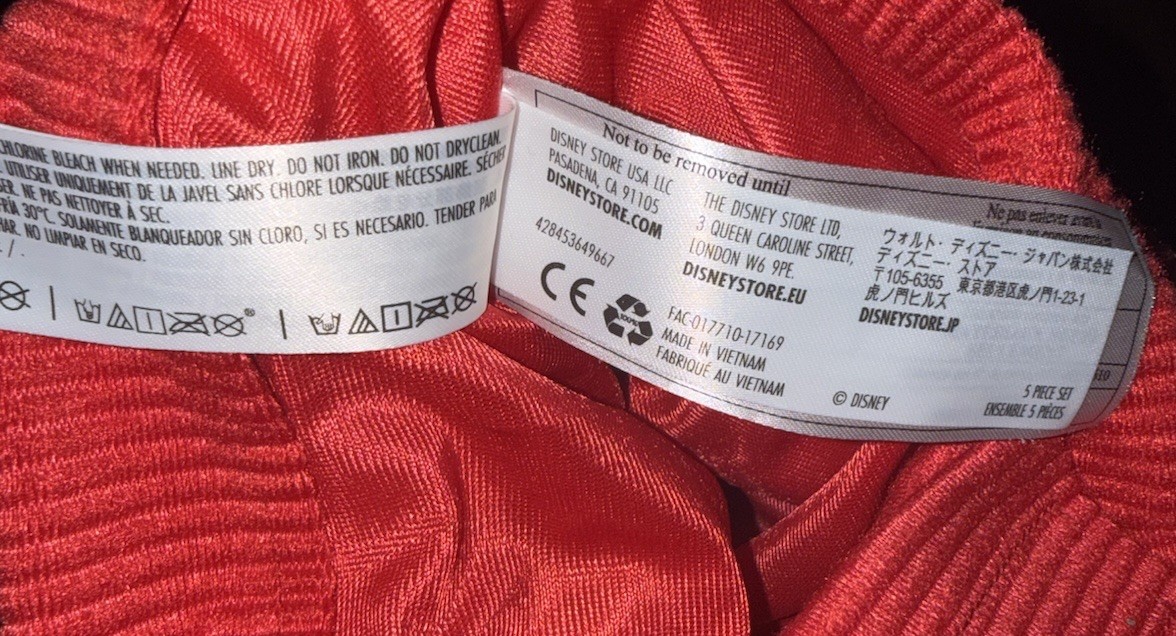 CHLORINE BLEACH WHEN NEEDED. LINE DRY. DO NOT IRON. DO NOT DRYCLEAN.
UTILISER UNIQUEMENT DE LA JAVEL SANS CHLORE LORSQUE NÉCESSAIRE. SÉCHER
NE PAS NETTOYER À SEC.
30°C. SOLAMENTE BLANQUEADOR SIN CLORO, SI ES NECESARIO. TENDER PARA
NO LIMPIAR EN SECO.
Not to be removed until
Ne pas enlever avant
DISNEY STORE USA LLC
PASADENA, CA 91105
DISNEYSTORE.COM
428453649667
CE
100%
THE DISNEY STORE LTD,
3 QUEEN CAROLINE STREET,
LONDON W6 9PE.
DISNEYSTORE.EU
FAC-017710-17169
MADE IN VIETNAM
FABRIQUÉ AU VIETNAM
ウォルト・ディズニー・ジャパン株式会社
ディズニー・ストア
〒105-6355 東京都港区虎ノ門1-23-1
虎ノ門ヒルズ
DISNEYSTORE.JP
© DISNEY
5 PIECE SET
ENSEMBLE 5 PIÈCES